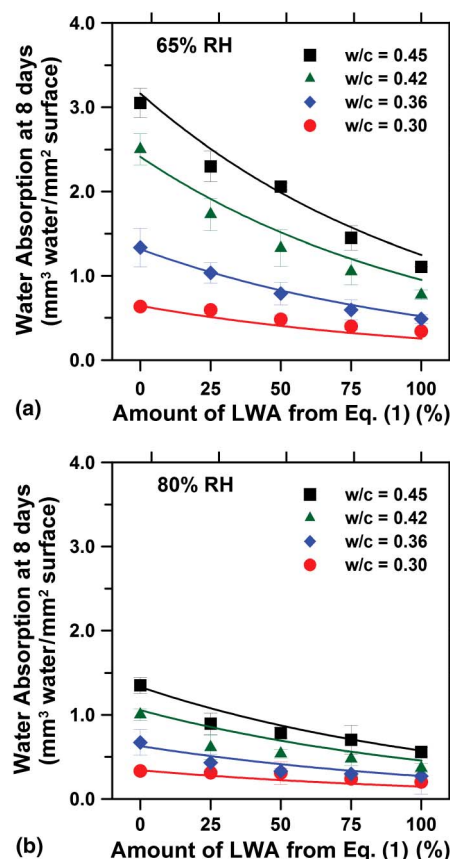 (a)
Water Absorption at 8 days
(mm³ water/mm² surface)
4.0
3.0
2.0
1.0
0.0
65% RH
w/c = 0.45
w/c = 0.42
w/c = 0.36
w/c = 0.30
0 25 50 75 100
Amount of LWA from Eq. (1) (%)
(b)
Water Absorption at 8 days
(mm³ water/mm² surface)
4.0
3.0
2.0
1.0
0.0
80% RH
w/c = 0.45
w/c = 0.42
w/c = 0.36
w/c = 0.30
0 25 50 75 100
Amount of LWA from Eq. (1) (%)